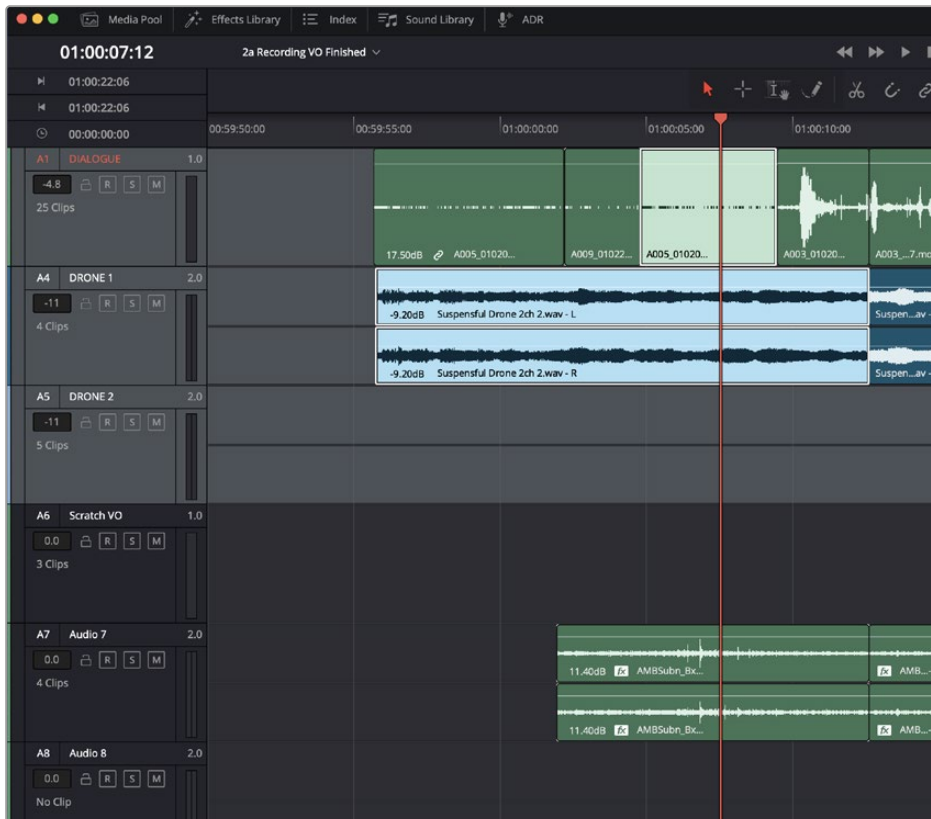 Media Pool Effects Library Index Sound Library ADR
01:00:07:12 2a Recording VO Finished
01:00:22:06
01:00:22:06
00:00:00:00
00:59:50:00 00:59:55:00 01:00:00:00 01:00:05:00 01:00:10:00
A1 DIALOGUE 1.0
-4.8 R S M
25 Clips
17.50dB A005_01020... A009_01022... A005_01020... A003_01020... A003_...7.mo
A4 DRONE 1 2.0
-11 R S M
4 Clips
-9.20dB Suspensful Drone 2ch 2.wav - L Suspen...av -
-9.20dB Suspensful Drone 2ch 2.wav - R Suspen...av -
A5 DRONE 2 2.0
-11 R S M
5 Clips
A6 Scratch VO 1.0
0.0 R S M
3 Clips
A7 Audio 7 2.0
0.0 R S M
4 Clips
11.40dB fx AMBSubn_Bx... fx AMB...-
11.40dB fx AMBSubn_Bx... fx AMB...-
A8 Audio 8 2.0
0.0 R S M
No Clip